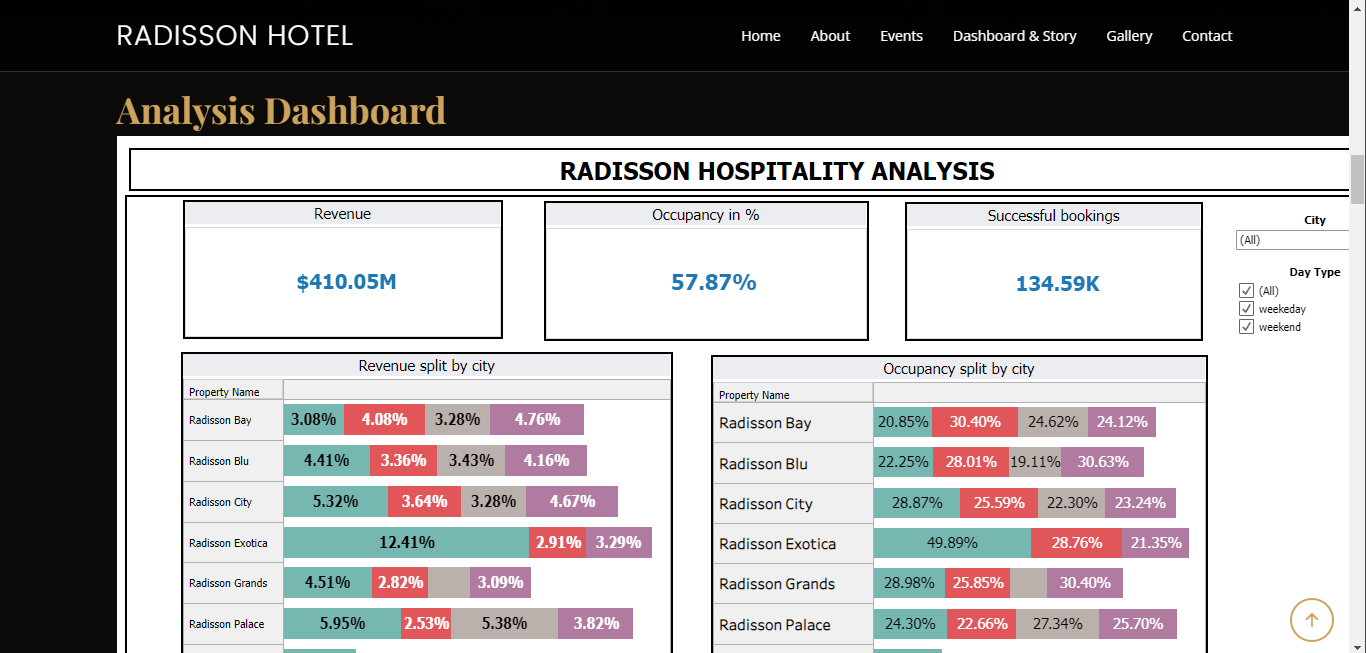 RADISSON HOTEL
Home About Events Dashboard & Story Gallery Contact
Analysis Dashboard
RADISSON HOSPITALITY ANALYSIS
Revenue
$410.05M
Occupancy in %
57.87%
Successful bookings
134.59K
City
(All)
Day Type
(All)
weekeday
weekend
Revenue split by city
Property Name
Radisson Bay 3.08% 4.08% 3.28% 4.76%
Radisson Blu 4.41% 3.36% 3.43% 4.16%
Radisson City 5.32% 3.64% 3.28% 4.67%
Radisson Exotica 12.41% 2.91% 3.29%
Radisson Grands 4.51% 2.82% 3.09%
Radisson Palace 5.95% 2.53% 5.38% 3.82%
Occupancy split by city
Property Name
Radisson Bay 20.85% 30.40% 24.62% 24.12%
Radisson Blu 22.25% 28.01% 19.11% 30.63%
Radisson City 28.87% 25.59% 22.30% 23.24%
Radisson Exotica 49.89% 28.76% 21.35%
Radisson Grands 28.98% 25.85% 30.40%
Radisson Palace 24.30% 22.66% 27.34% 25.70%